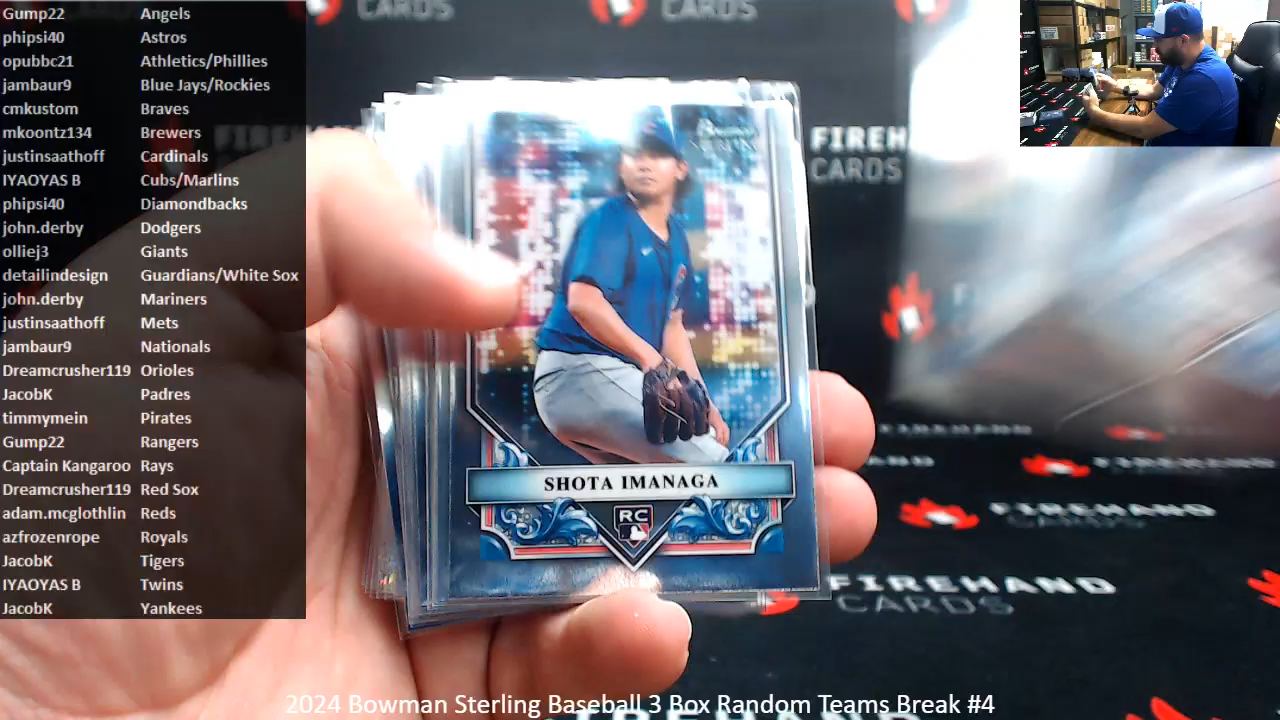 Gump22 Angels
phipsi40 Astros
opubbc21 Athletics/Phillies
jambaur9 Blue Jays/Rockies
cmkustom Braves
mkoontz134 Brewers
justinsaathoff Cardinals
IYAOYAS B Cubs/Marlins
phipsi40 Diamondbacks
john.derby Dodgers
olliej3 Giants
detailindesign Guardians/White Sox
john.derby Mariners
justinsaathoff Mets
jambaur9 Nationals
Dreamcrusher119 Orioles
JacobK Padres
timmymein Pirates
Gump22 Rangers
Captain Kangaroo Rays
Dreamcrusher119 Red Sox
adam.mcglothlin Reds
azfrozenrope Royals
JacobK Tigers
IYAOYAS B Twins
JacobK Yankees
CARDS
CARDS
CARDS
FIREH
CARDS
SHOTA IMANAGA
RC
FIREHAND
CARDS
FIREHAND
CARDS
2024 Bowman Sterling Baseball 3 Box Random Teams Break #4